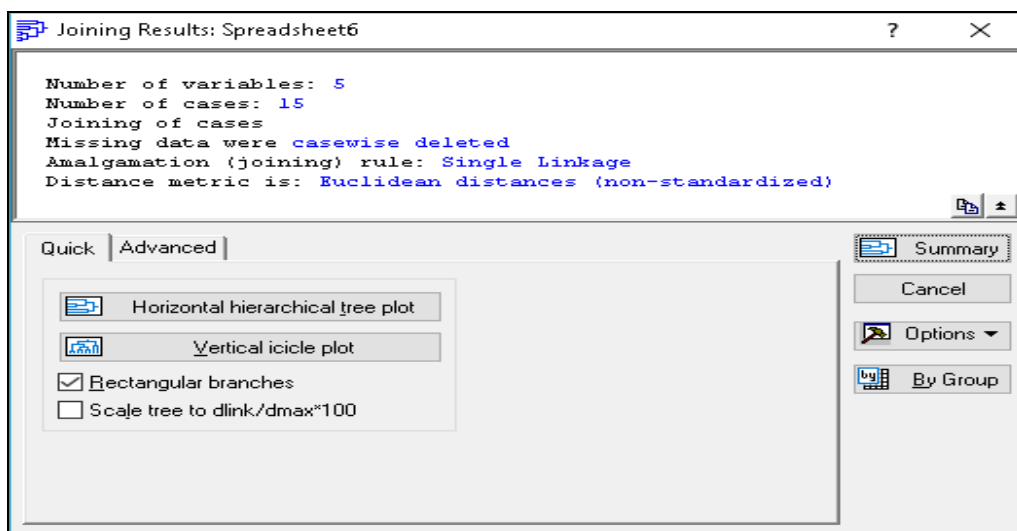 Joining Results: Spreadsheet6
?
Number of variables: 5
Number of cases: 15
Joining of cases
Missing data were casewise deleted
Amalgamation (joining) rule: Single Linkage
Distance metric is: Euclidean distances (non-standardized)
Quick
Advanced
Horizontal hierarchical tree plot
Vertical icicle plot
Rectangular branches
Scale tree to dlink/dmax*100
Summary
Cancel
Options
by By Group